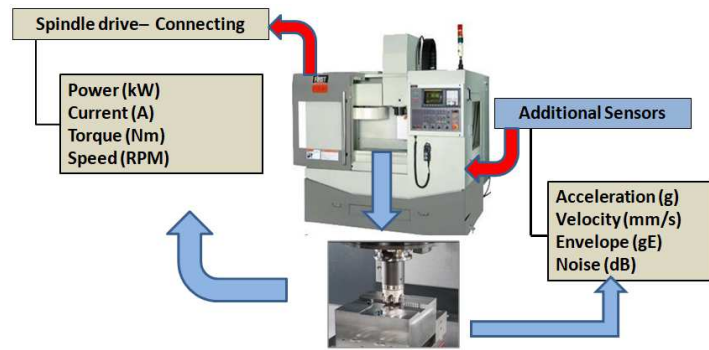 Spindle drive– Connecting
Power (kW)
Current (A)
Torque (Nm)
Speed (RPM)
FIRST
Additional Sensors
Acceleration (g)
Velocity (mm/s)
Envelope (gE)
Noise (dB)